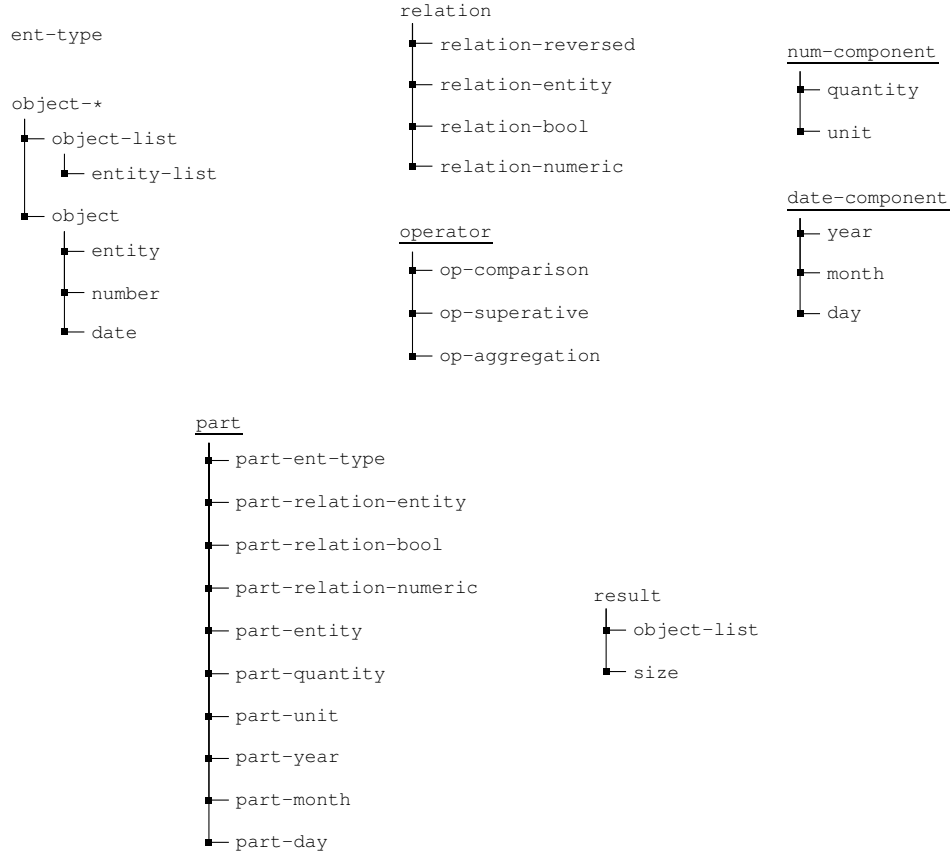 ent-type
object-*
object-list
entity-list
object
entity
number
date
relation
relation-reversed
relation-entity
relation-bool
relation-numeric
operator
op-comparison
op-superative
op-aggregation
num-component
quantity
unit
date-component
year
month
day
part
part-ent-type
part-relation-entity
part-relation-bool
part-relation-numeric
part-entity
part-quantity
part-unit
part-year
part-month
part-day
result
object-list
size